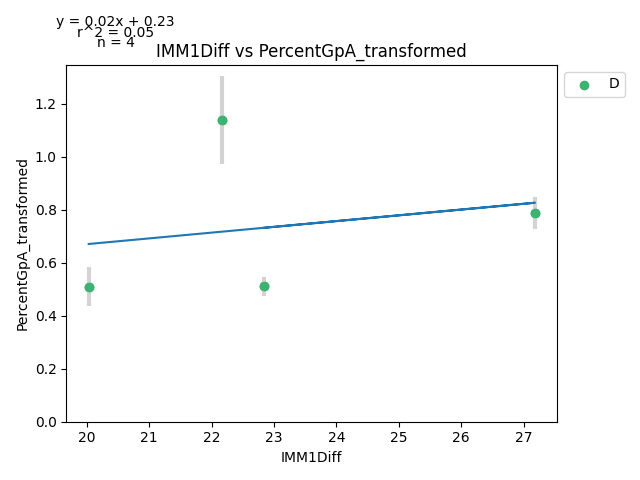 y = 0.02x + 0.23
r^2 = 0.05
n = 4
IMM1Diff vs PercentGpA_transformed
D
PercentGpA_transformed
1.2
1.0
0.8
0.6
0.4
0.2
0.0
20 21 22 23 24 25 26 27
IMM1Diff